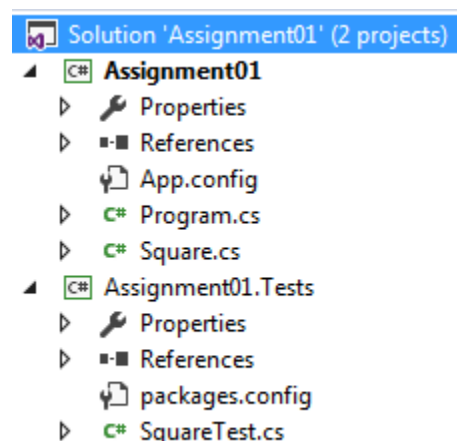 Solution 'Assignment01' (2 projects)
C# Assignment01
Properties
References
App.config
C# Program.cs
C# Square.cs
C# Assignment01.Tests
Properties
References
packages.config
C# SquareTest.cs